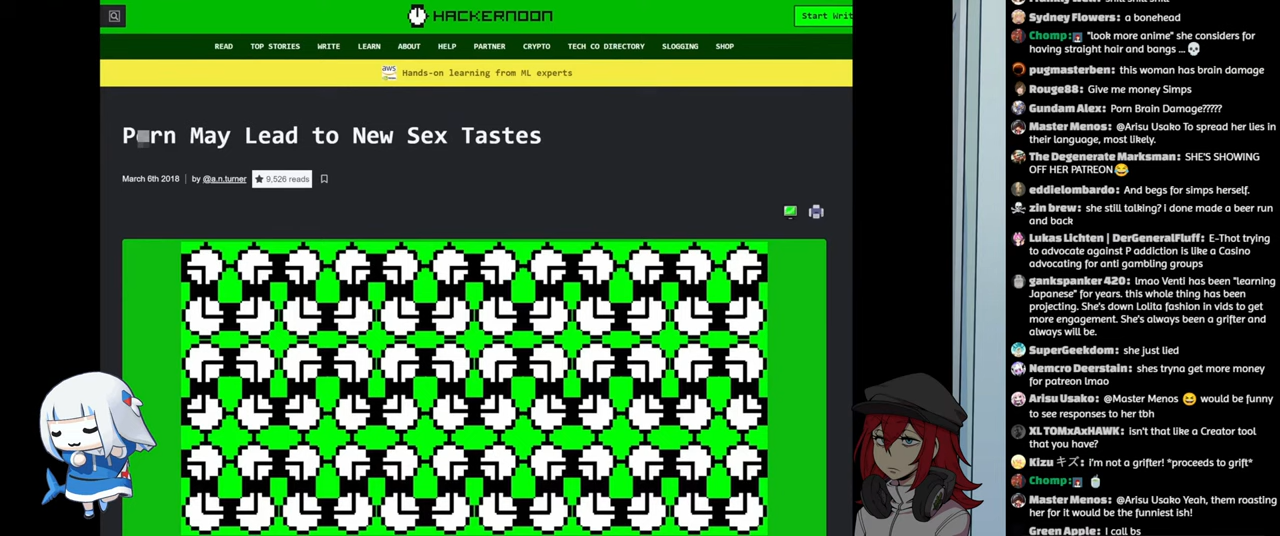 HACKERNOON
Start Writ
READ TOP STORIES WRITE LEARN ABOUT HELP PARTNER CRYPTO TECH CO DIRECTORY SLOGGING SHOP
aws Hands-on learning from ML experts
Porn May Lead to New Sex Tastes
March 6th 2018 by @a.n.turner 9,526 reads
Sydney Flowers: a bonehead
Chomp: "look more anime" she considers for
having straight hair and bangs ...
pugmasterben: this woman has brain damage
Rouge88: Give me money Simps
Gundam Alex: Porn Brain Damage?????
Master Menos: @Arisu Usako To spread her lies in
their language, most likely.
The Degenerate Marksman: SHE'S SHOWING
OFF HER PATREON
eddielombardo: And begs for simps herself.
zin brew: she still talking? i done made a beer run
and back
Lukas Lichten | DerGeneralFluff: E-Thot trying
to advocate against P addiction is like a Casino
advocating for anti gambling groups
gankspanker 420: lmao Venti has been "learning
Japanese" for years. this whole thing has been
projecting. She's down Lolita fashion in vids to get
more engagement. She's always been a grifter and
always will be.
SuperGeekdom: she just lied
Nemcro Deerstain: shes tryna get more money
for patreon lmao
Arisu Usako: @Master Menos 😆 would be funny
to see responses to her tbh
XL TOMxAxHAWK: isn't that like a Creator tool
that you have?
Kizu キズ: I'm not a grifter! *proceeds to grift*
Chomp:
Master Menos: @Arisu Usako Yeah, them roasting
her for it would be the funniest ish!
Green Apple: I call bs